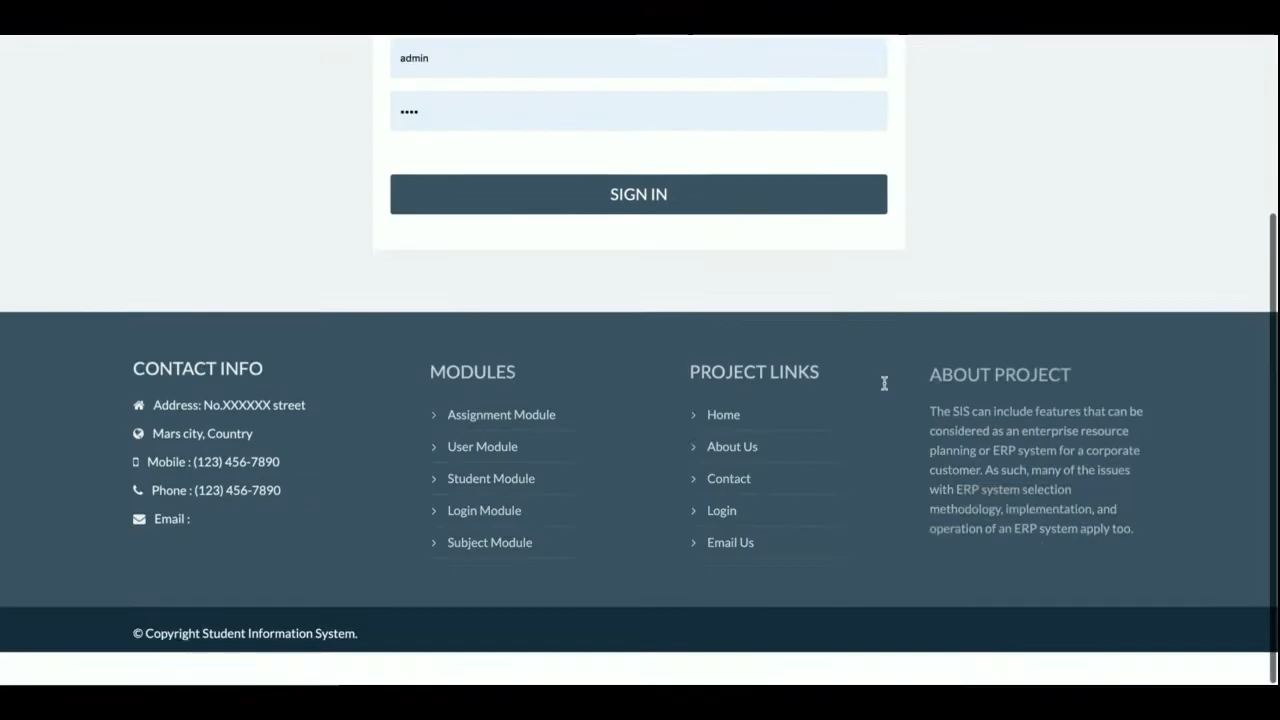 admin
••••
SIGN IN
CONTACT INFO
Address: No.XXXXXX street
Mars city, Country
Mobile : (123) 456-7890
Phone : (123) 456-7890
Email :
MODULES
Assignment Module
User Module
Student Module
Login Module
Subject Module
PROJECT LINKS
Home
About Us
Contact
Login
Email Us
ABOUT PROJECT
The SIS can include features that can be
considered as an enterprise resource
planning or ERP system for a corporate
customer. As such, many of the issues
with ERP system selection
methodology, implementation, and
operation of an ERP system apply too.
© Copyright Student Information System.